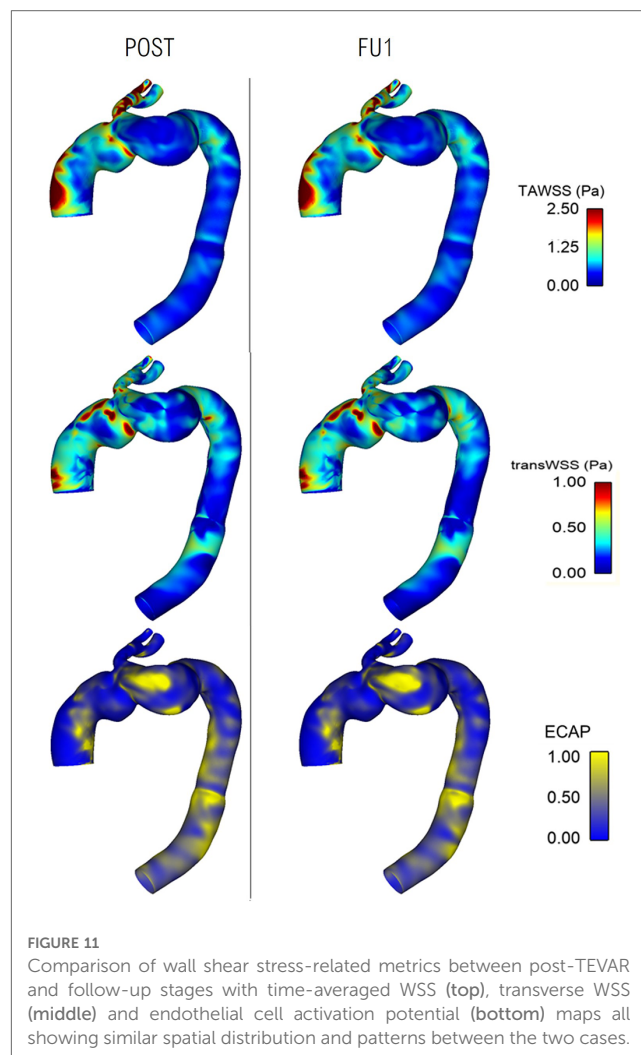 POST
FU1
TAWSS (Pa)
2.50
1.25
0.00
transWSS (Pa)
1.00
0.50
0.00
ECAP
1.00
0.50
0.00
FIGURE 11
Comparison of wall shear stress-related metrics between post-TEVAR
and follow-up stages with time-averaged WSS (top), transverse WSS
(middle) and endothelial cell activation potential (bottom) maps all
showing similar spatial distribution and patterns between the two cases.